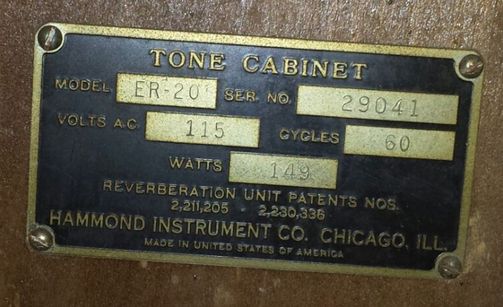 TONE CABINET
MODEL ER-20 SER. NO. 29041
VOLTS A.C. 115 CYCLES 60
WATTS 149
REVERBERATION UNIT PATENTS NOS.
2,211,205 2,230,336
HAMMOND INSTRUMENT CO. CHICAGO, ILL.
MADE IN UNITED STATES OF AMERICA